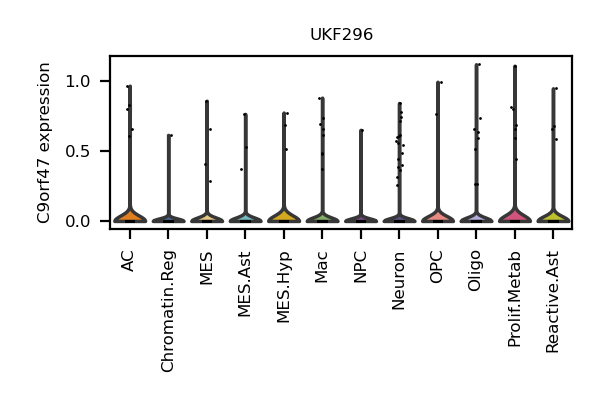 UKF296
C9orf47 expression
1.0
0.5
0.0
AC
Chromatin.Reg
MES
MES.Ast
MES.Hyp
Mac
NPC
Neuron
OPC
Oligo
Prolif.Metab
Reactive.Ast